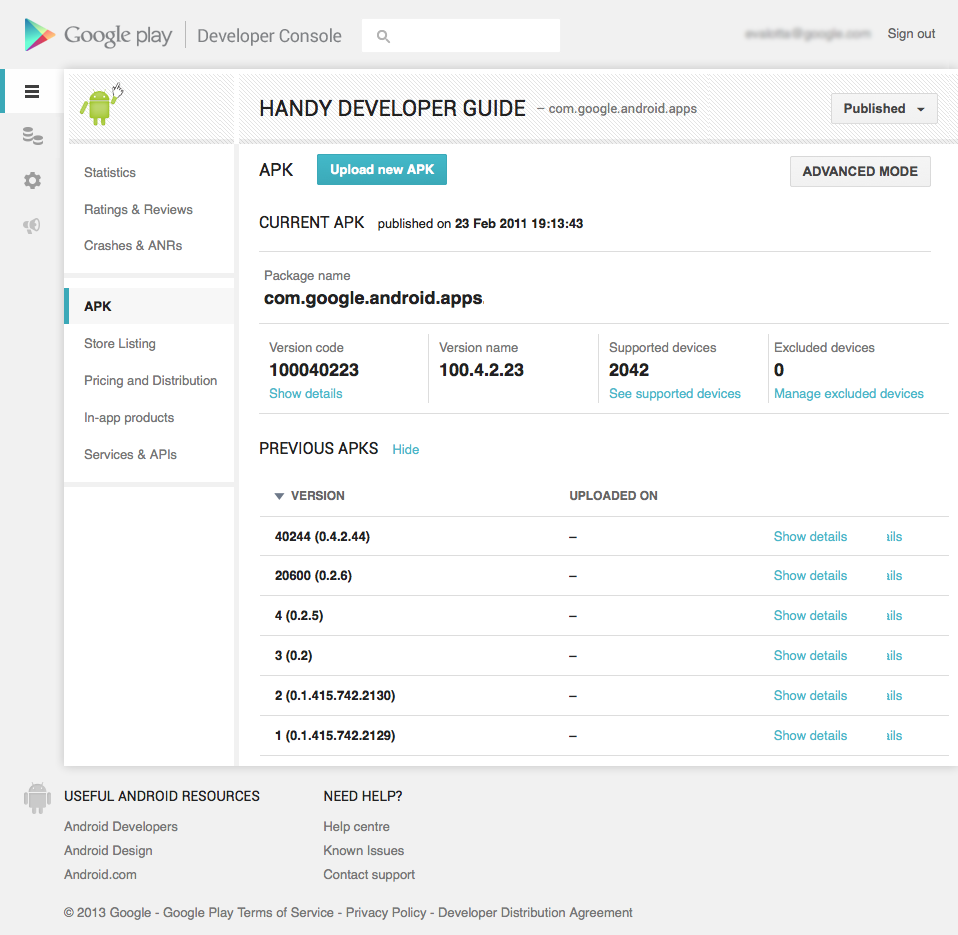 Google play Developer Console Sign out
HANDY DEVELOPER GUIDE – com.google.android.apps Published
Statistics
Ratings & Reviews
Crashes & ANRs
APK
Store Listing
Pricing and Distribution
In-app products
Services & APIs
APK Upload new APK ADVANCED MODE
CURRENT APK published on 23 Feb 2011 19:13:43
Package name
com.google.android.apps
Version code
100040223
Show details
Version name
100.4.2.23
Supported devices
2042
See supported devices
Excluded devices
0
Manage excluded devices
PREVIOUS APKS Hide
VERSION UPLOADED ON
40244 (0.4.2.44) – Show details ails
20600 (0.2.6) – Show details ails
4 (0.2.5) – Show details ails
3 (0.2) – Show details ails
2 (0.1.415.742.2130) – Show details ails
1 (0.1.415.742.2129) – Show details ails
USEFUL ANDROID RESOURCES
Android Developers
Android Design
Android.com
NEED HELP?
Help centre
Known Issues
Contact support
© 2013 Google - Google Play Terms of Service - Privacy Policy - Developer Distribution Agreement